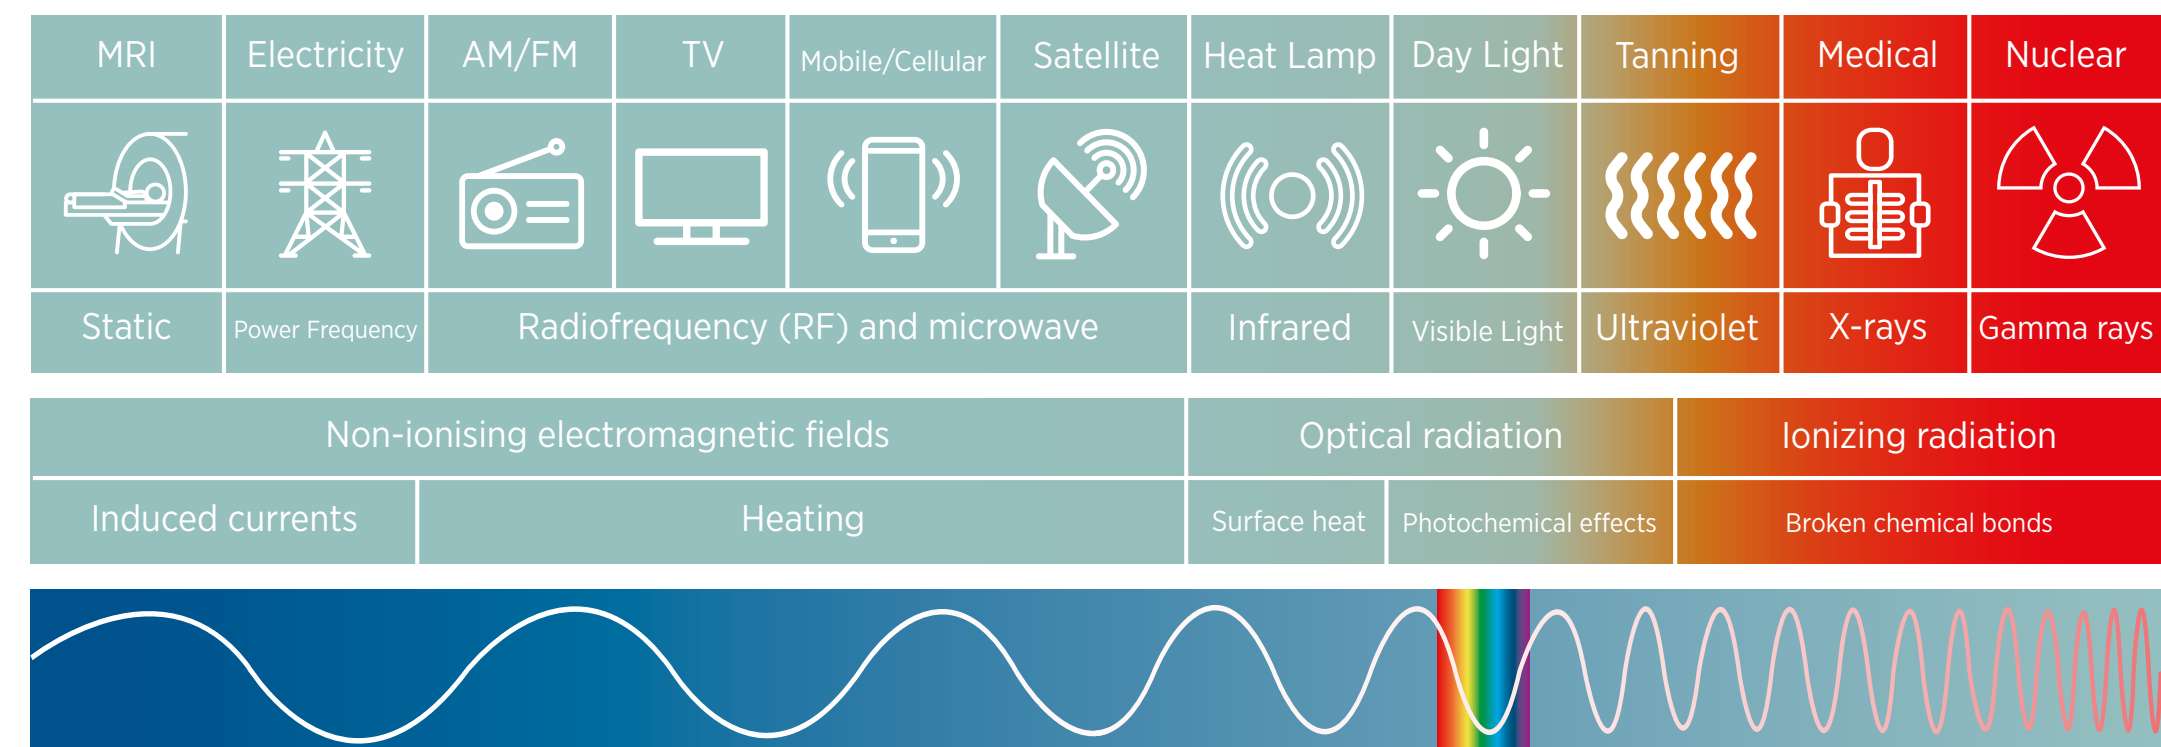 MRI Electricity AM/FM TV Mobile/Cellular Satellite Heat Lamp Day Light Tanning Medical Nuclear
Static Power Frequency Radiofrequency (RF) and microwave Infrared Visible Light Ultraviolet X-rays Gamma rays
Non-ionising electromagnetic fields Optical radiation Ionizing radiation
Induced currents Heating Surface heat Photochemical effects Broken chemical bonds